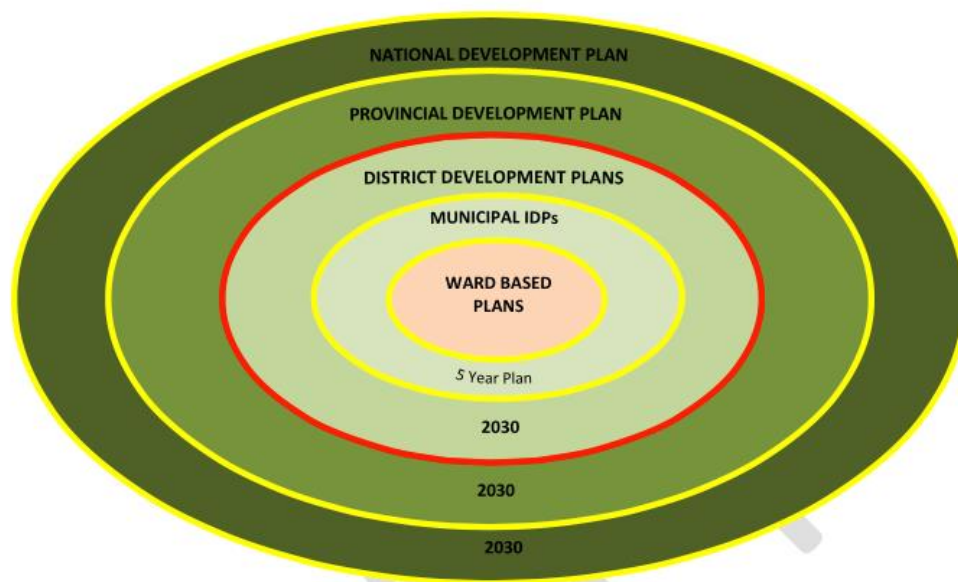 NATIONAL DEVELOPMENT PLAN
PROVINCIAL DEVELOPMENT PLAN
DISTRICT DEVELOPMENT PLANS
MUNICIPAL IDPs
WARD BASED
PLANS
5 Year Plan
2030
2030
2030